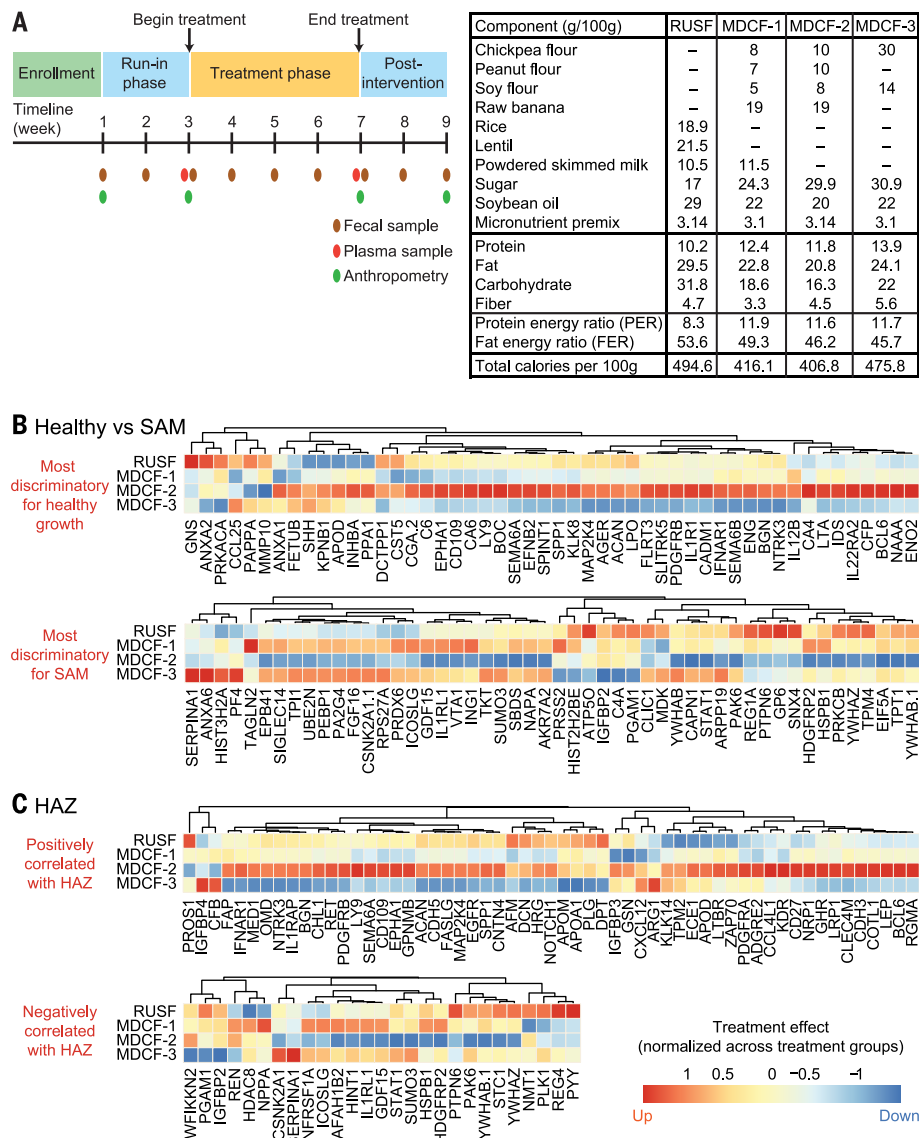 Begin treatment
End treatment
Enrollment
Run-in phase
Treatment phase
Post-intervention
Timeline (week)
1 2 3 4 5 6 7 8 9
Fecal sample
Plasma sample
Anthropometry
Component (g/100g) RUSF MDCF-1 MDCF-2 MDCF-3
Chickpea flour – 8 10 30
Peanut flour – 7 10 –
Soy flour – 5 8 14
Raw banana – 19 19 –
Rice 18.9 – – –
Lentil 21.5 – – –
Powdered skimmed milk 10.5 11.5 – –
Sugar 17 24.3 29.9 30.9
Soybean oil 29 22 20 22
Micronutrient premix 3.14 3.1 3.14 3.1
Protein 10.2 12.4 11.8 13.9
Fat 29.5 22.8 20.8 24.1
Carbohydrate 31.8 18.6 16.3 22
Fiber 4.7 3.3 4.5 5.6
Protein energy ratio (PER) 8.3 11.9 11.6 11.7
Fat energy ratio (FER) 53.6 49.3 46.2 45.7
Total calories per 100g 494.6 416.1 406.8 475.8
B Healthy vs SAM
Most discriminatory for healthy growth
RUSF
MDCF-1
MDCF-2
MDCF-3
GNS ANXA2 PRKACA CCL25 PAPPA MMP10 ANXA1 FETUB SHH KPNB1 APOD INHBA PPA1 DCTPP1 CST5 CGA.2 C6 EPHA1 CD109 CA6 LY9 BOC SEMA6A EFNB2 SPINT1 SPP1 KLK8 MAP2K4 AGER ACAN LPO FLRT3 SLITRK5 PDGFRB IL1R1 CADM1 IFNAR1 SEMA6B ENG BGN NTRK3 IL12B CA4 LTA IDS IL22RA2 CFP BCL6 NAAA ENO2
Most discriminatory for SAM
RUSF
MDCF-1
MDCF-2
MDCF-3
SERPINA1 ANXA6 HIST3H2A PF4 TAGLN2 EPB41 SIGLEC14 TPI1 UBE2N PEBP1 PA2G4 FGF16 CSNK2A1.1 RPS27A PRDX6 ICOSLG GDF15 IL1RL1 VTA1 ING1 TKT SUMO3 SBDS NAPA AKR7A2 PRSS2 HIST2H2BE ATP5O IGFBP2 C4A PGAM1 CLIC1 MDK YWHAB CAPN1 STAT1 ARPP19 PAK6 REG1A PTPN6 GP6 SNX4 HDGFRP2 HSPB1 PRKCB YWHAZ TPM4 EIF5A TPT1 YWHAB.1
C HAZ
Positively correlated with HAZ
RUSF
MDCF-1
MDCF-2
MDCF-3
PROS1 IGFBP4 CFB FAP IFNAR1 MEPE OMD NTRK3 IL1RAP BGN CHL1 RET PDGFRB LY9 SEMA6A CD109 EPHA1 GPNMB ACAN FASLG MAP2K4 EGFR SPP1 CNTN4 AFM DCN HRG NOTCH1 APOM APOA1 PLG DPT IGFBP3 GSN CXCL12 ARG1 KLK14 TPM2 ECE1 APOD LTBR ZAP70 PDGFRA ADGRE2 CCL4L1 KDR CD27 NRP1 GHR LRP1 CLEC4M CDH3 COTL1 LEP BCL6 RGMA
Negatively correlated with HAZ
RUSF
MDCF-1
MDCF-2
MDCF-3
WFIKKN2 PGAM1 IGFBP2 REN HDAC8 NPPA CSNK2A1 SERPINA1 NFRSF1A ICOSLG AFAH1B2 HINT1 IL1RL1 GDF15 STAT1 SUMO3 HSPB1 HDGFRP2 PTPN6 PAK6 YWHAB.1 STC1 YWHAZ NMT1 PLK1 REG4 PYY
Treatment effect
(normalized across treatment groups)
1 0.5 0 −0.5 −1
Up Down